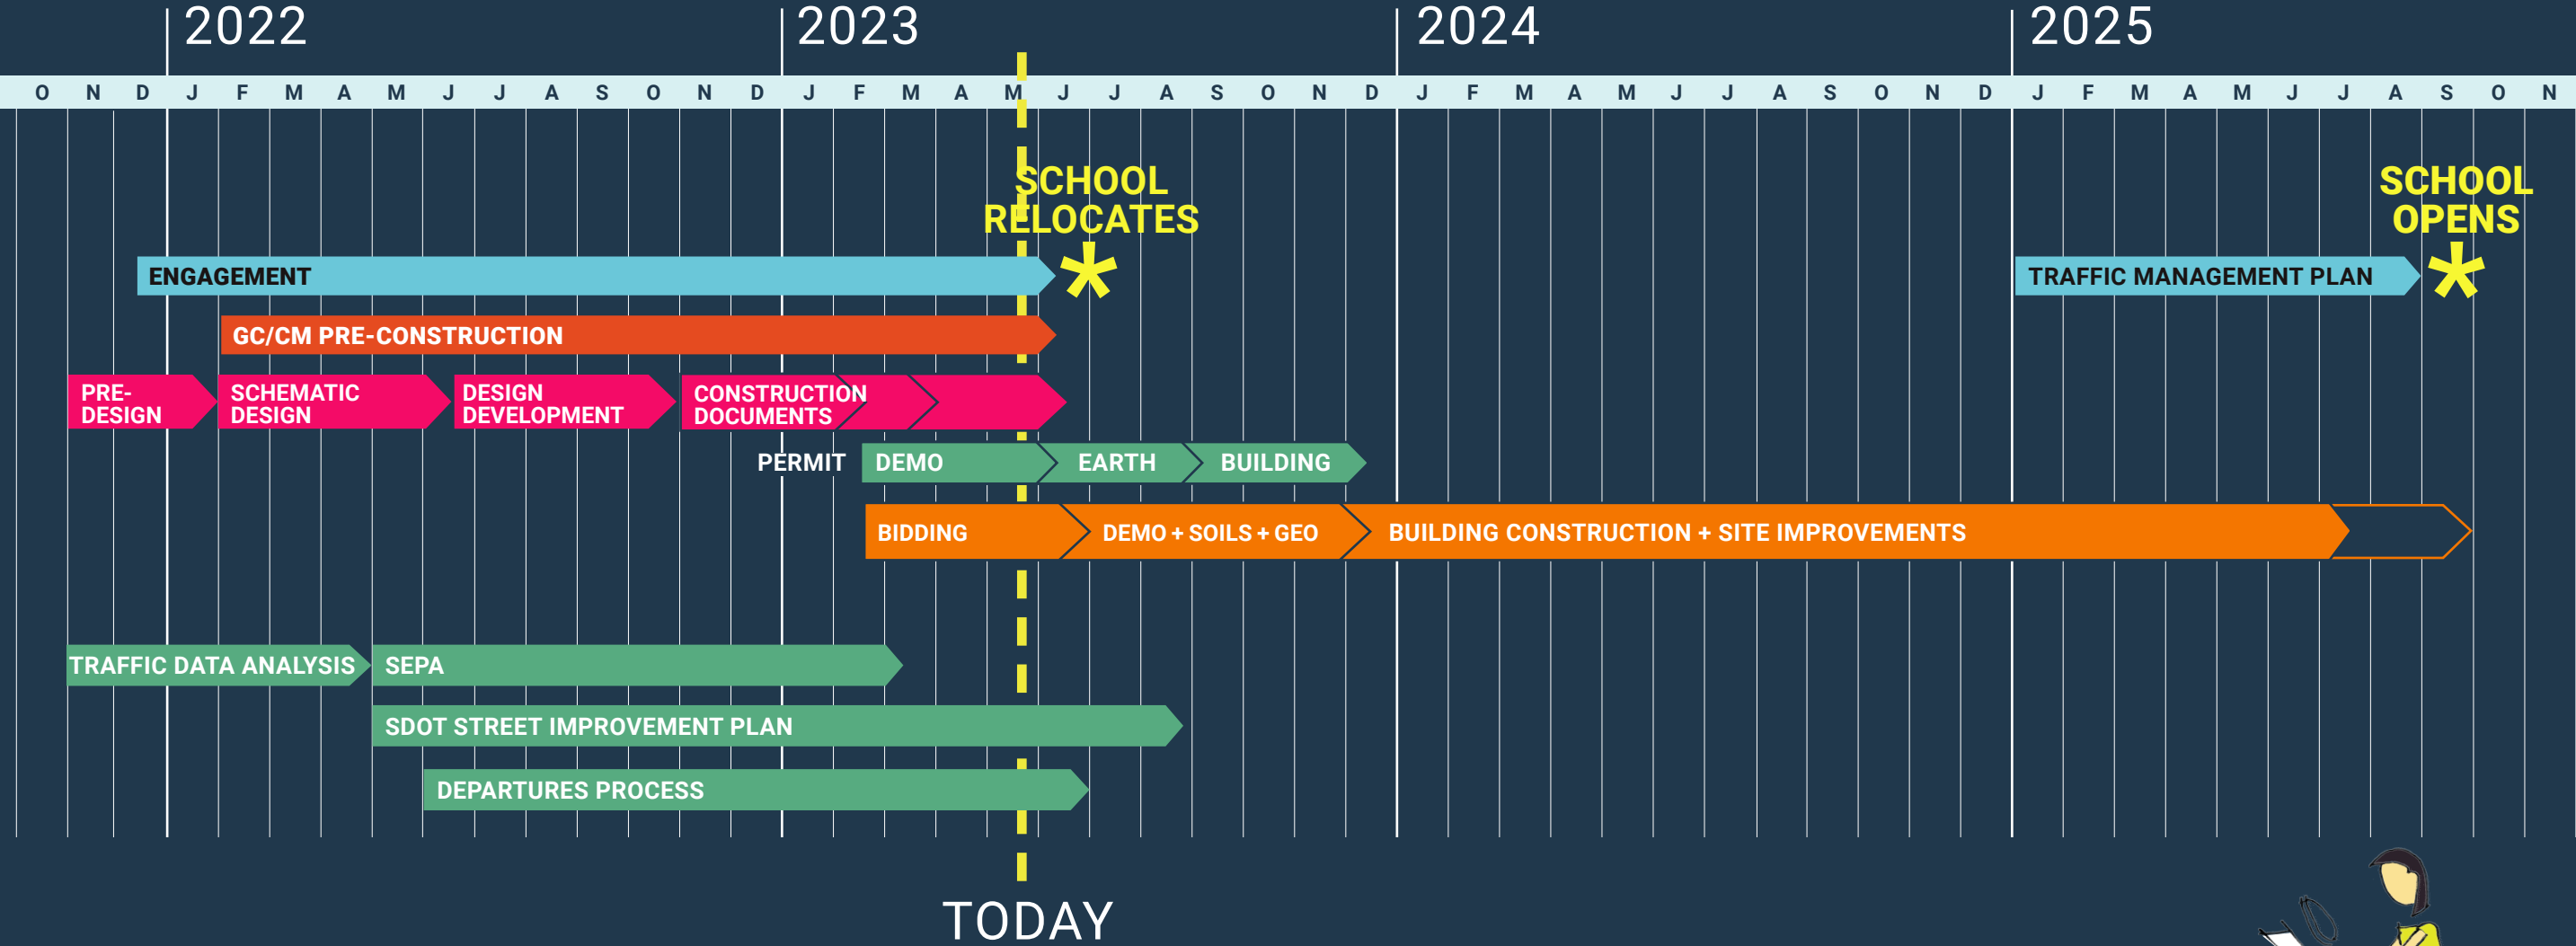 2022 2023 2024 2025
O N D J F M A M J J A S O N D J F M A M J J A S O N D J F M A M J J A S O N D J F M A M J J A S O N
SCHOOL
RELOCATES
SCHOOL
OPENS
ENGAGEMENT
TRAFFIC MANAGEMENT PLAN
GC/CM PRE-CONSTRUCTION
PRE-
DESIGN
SCHEMATIC
DESIGN
DESIGN
DEVELOPMENT
CONSTRUCTION
DOCUMENTS
PERMIT DEMO EARTH BUILDING
BIDDING DEMO + SOILS + GEO BUILDING CONSTRUCTION + SITE IMPROVEMENTS
TRAFFIC DATA ANALYSIS SEPA
SDOT STREET IMPROVEMENT PLAN
DEPARTURES PROCESS
TODAY